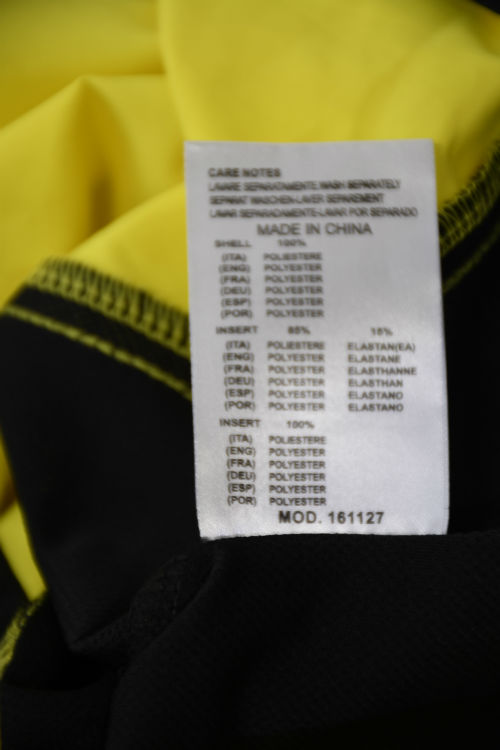 CARE NOTES
LAVARE SEPARATAMENTE-WASH SEPARATELY
SEPARAT WASCHEN-LAVER SEPAREMENT
LAVAR SEPARADAMENTE-LAVAR POR SEPARADO
MADE IN CHINA
SHELL 100%
(ITA) POLIESTERE
(ENG) POLYESTER
(FRA) POLYESTER
(DEU) POLYESTER
(ESP) POLYESTER
(POR) POLYESTER
INSERT 85% 15%
(ITA) POLIESTERE ELASTAN(EA)
(ENG) POLYESTER ELASTANE
(FRA) POLYESTER ELASTHANNE
(DEU) POLYESTER ELASTHAN
(ESP) POLYESTER ELASTANO
(POR) POLYESTER ELASTANO
INSERT 100%
(ITA) POLIESTERE
(ENG) POLYESTER
(FRA) POLYESTER
(DEU) POLYESTER
(ESP) POLYESTER
(POR) POLYESTER
MOD. 161127